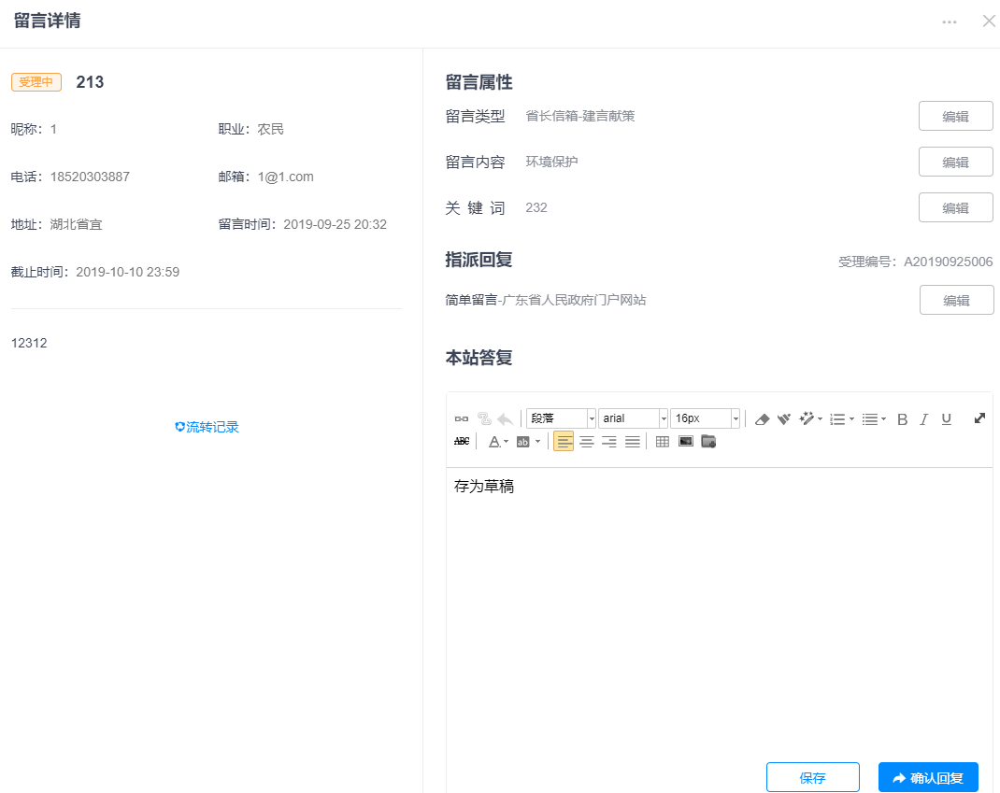 留言详情
受理中 213
昵称：1 职业：农民
电话：18520303887 邮箱：1@1.com
地址：湖北省宜 留言时间：2019-09-25 20:32
截止时间：2019-10-10 23:59
12312
流转记录
留言属性
留言类型 省长信箱-建言献策 编辑
留言内容 环境保护 编辑
关 键 词 232 编辑
指派回复 受理编号：A20190925006
简单留言-广东省人民政府门户网站 编辑
本站答复
段落 arial 16px B I U
ABC A ab
存为草稿
保存 确认回复